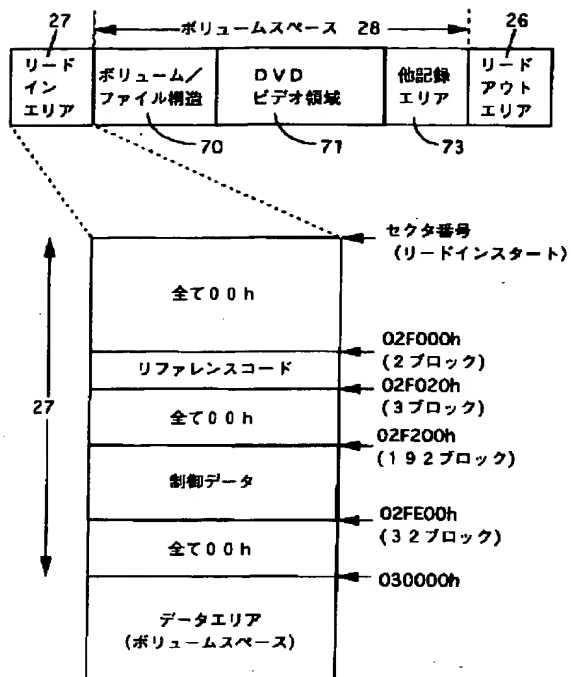 27
ボリュームスペース 28
26
リード
イン
エリア
ボリューム／
ファイル構造
DVD
ビデオ領域
他記録
エリア
リード
アウト
エリア
70
71
73
セクタ番号
(リードインスタート)
全て00h
02F000h
(2ブロック)
リファレンスコード
02F020h
(3ブロック)
27
全て00h
02F200h
(192ブロック)
制御データ
02FE00h
(32ブロック)
全て00h
030000h
データエリア
(ボリュームスペース)